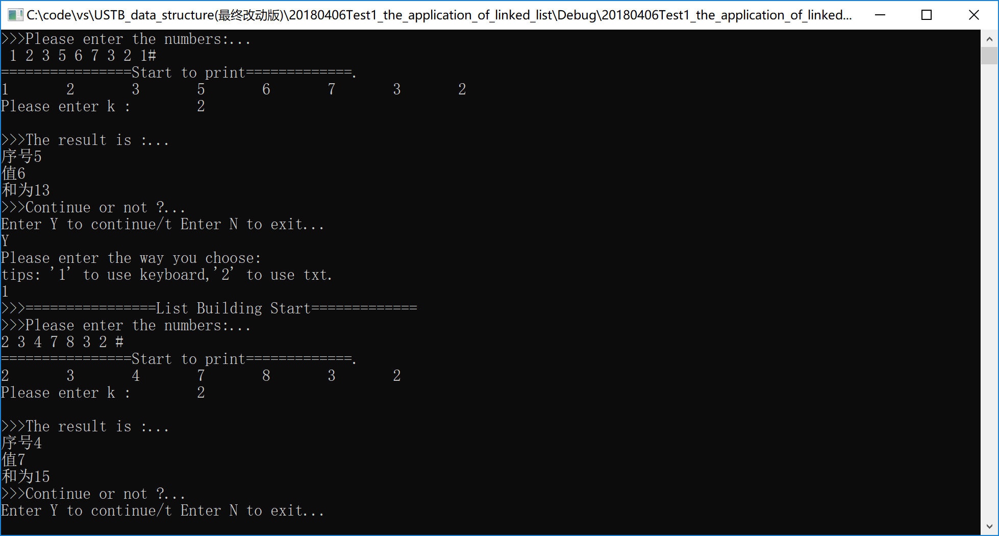 C:\code\vs\USTB_data_structure(最终改动版)\20180406Test1_the_application_of_linked_list\Debug\20180406Test1_the_application_of_linked...
>>>Please enter the numbers:...
 1 2 3 5 6 7 3 2 1#
================Start to print=============.
1       2       3       5       6       7       3       2
Please enter k :        2
>>>The result is :...
序号5
值6
和为13
>>>Continue or not ?...
Enter Y to continue/t Enter N to exit...
Y
Please enter the way you choose:
tips: '1' to use keyboard,'2' to use txt.
1
>>>================List Building Start=============
>>>Please enter the numbers:...
2 3 4 7 8 3 2 #
================Start to print=============.
2       3       4       7       8       3       2
Please enter k :        2
>>>The result is :...
序号4
值7
和为15
>>>Continue or not ?...
Enter Y to continue/t Enter N to exit...